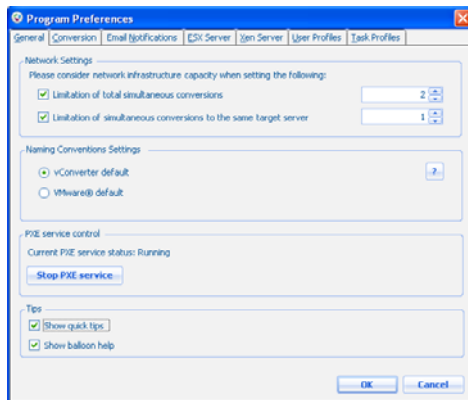 Program Preferences
General Conversion Email Notifications ESX Server Xen Server User Profiles Task Profiles
Network Settings
Please consider network infrastructure capacity when setting the following:
Limitation of total simultaneous conversions 2
Limitation of simultaneous conversions to the same target server 1
Naming Conventions Settings
vConverter default ?
VMware® default
PXE service control
Current PXE service status: Running
Stop PXE service
Tips
Show quick tips
Show balloon help
OK Cancel